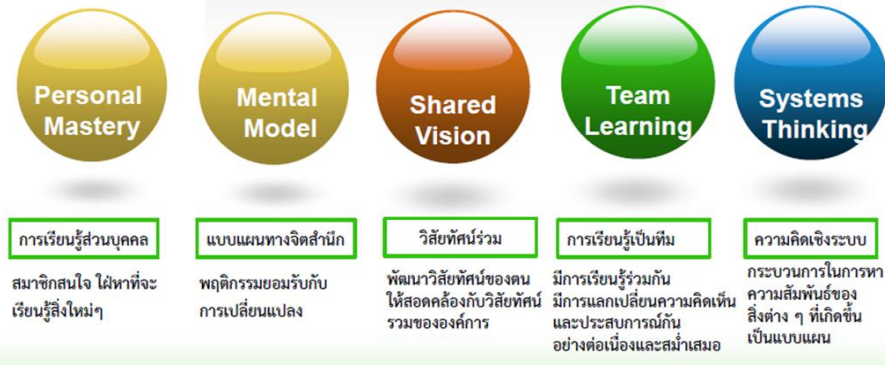 Personal
Mastery
Mental
Model
Shared
Vision
Team
Learning
Systems
Thinking
การเรียนรู้ส่วนบุคคล
แบบแผนทางจิตสำนึก
วิสัยทัศน์ร่วม
การเรียนรู้เป็นทีม
ความคิดเชิงระบบ
สมาชิกสนใจ ใฝ่หาที่จะ
เรียนรู้สิ่งใหม่ๆ
พฤติกรรมยอมรับกับ
การเปลี่ยนแปลง
พัฒนาวิสัยทัศน์ของตน
ให้สอดคล้องกับวิสัยทัศน์
รวมขององค์การ
มีการเรียนรู้ร่วมกัน
มีการแลกเปลี่ยนความคิดเห็น
และประสบการณ์กัน
อย่างต่อเนื่องและสม่ำเสมอ
กระบวนการในการหา
ความสัมพันธ์ของ
สิ่งต่าง ๆ ที่เกิดขึ้น
เป็นแบบแผน